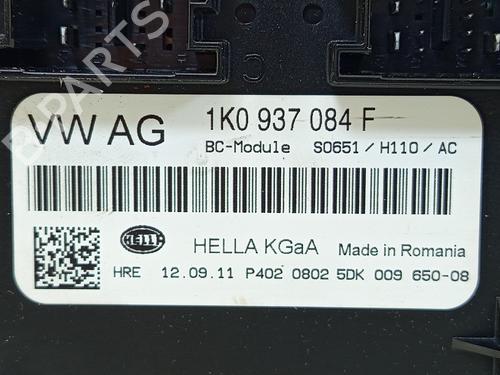 VW AG 1K0 937 084 F
BC-Module S0651 / H110 / AC
HELLA
HELLA KGaA Made in Romania
HRE 12.09.11 P402 0802 5DK 009 650-08
C
B-PARTS